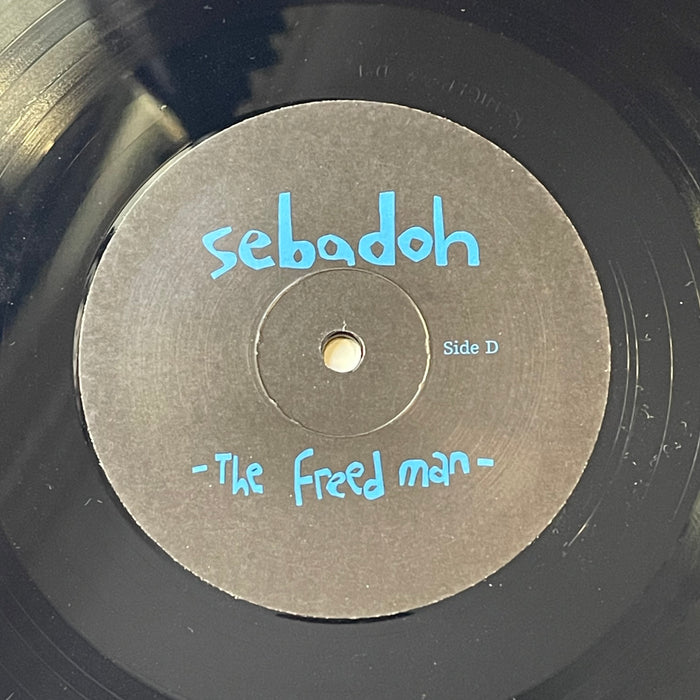 sebadoh
Side D
-The Freed man-